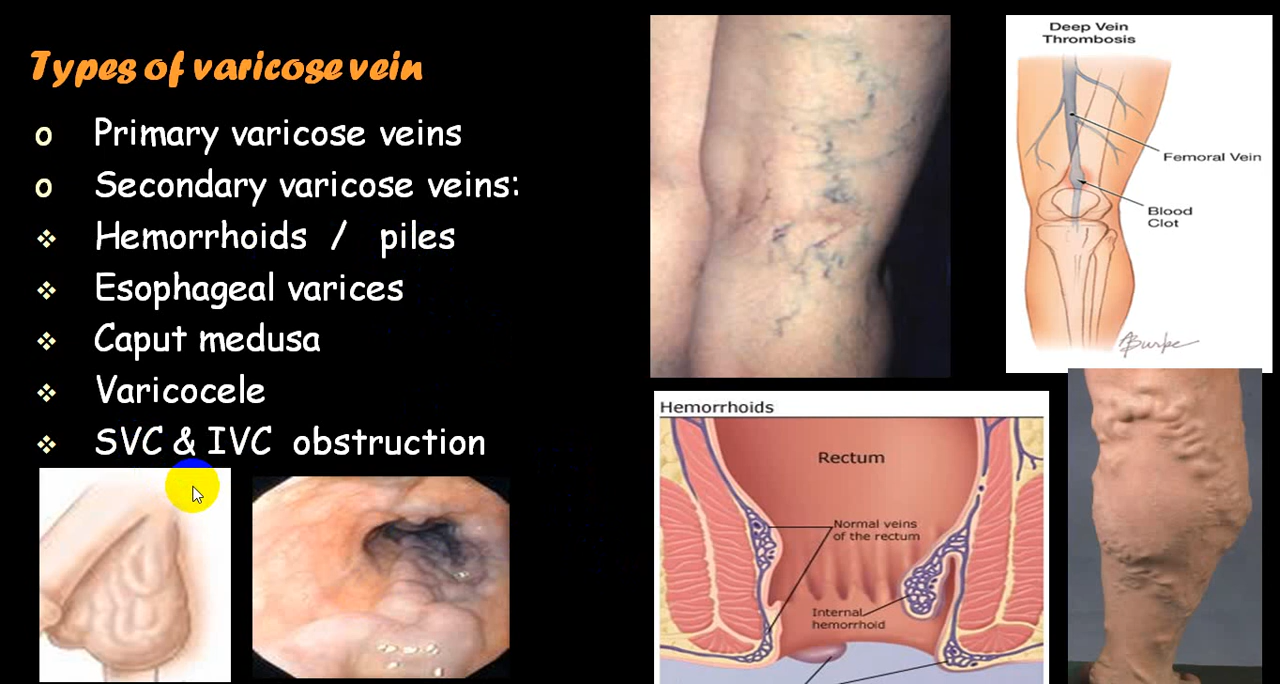 Types of varicose vein
o Primary varicose veins
o Secondary varicose veins:
❖ Hemorrhoids / piles
❖ Esophageal varices
❖ Caput medusa
❖ Varicocele
❖ SVC & IVC obstruction
Deep Vein
Thrombosis
Femoral Vein
Blood
Clot
Hemorrhoids
Rectum
Normal veins
of the rectum
Internal
hemorrhoid